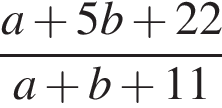 a + 5b + 22
a + b + 11